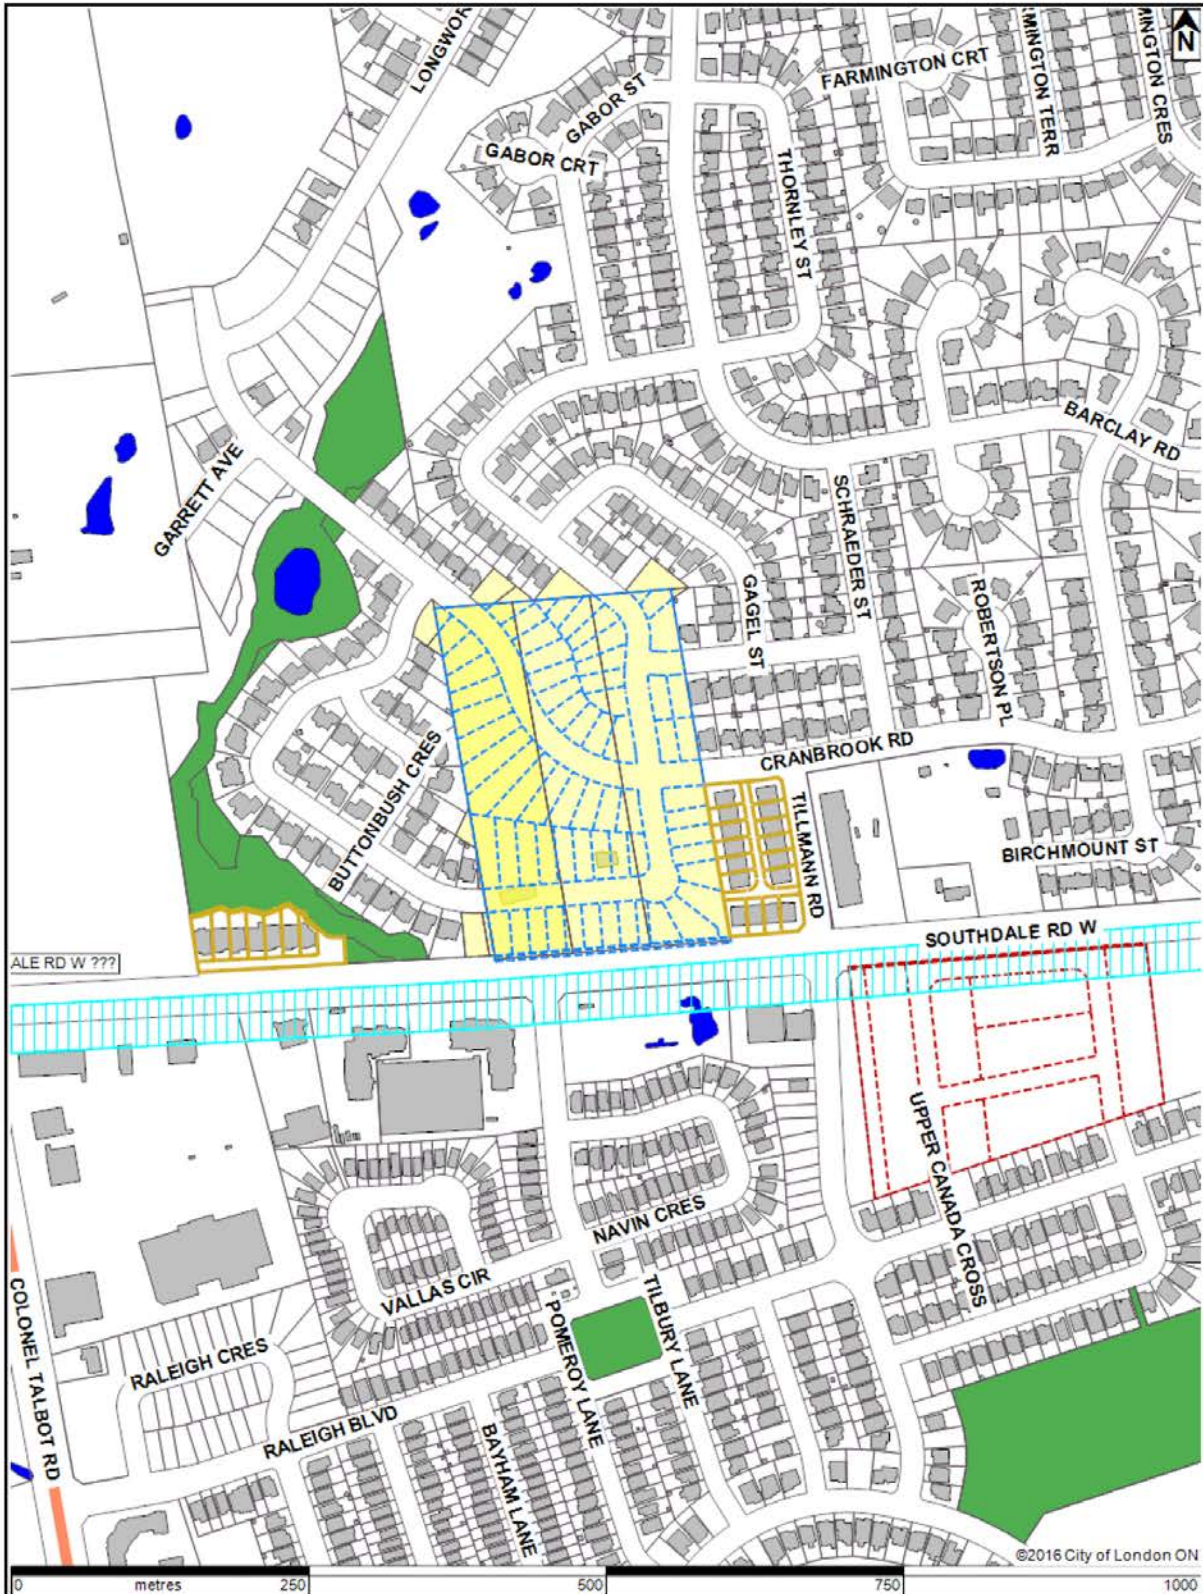 LONGWOR
N
FARMINGTON CRT
RMINGTON TERR
MINGTON CRES
GABOR ST
GABOR CRT
THORNLEY ST
BARCLAY RD
GARRETT AVE
SCHRAEDER ST
GAGEL ST
ROBERTSON PL
BUTTONBUSH CRES
CRANBROOK RD
TILLMANN RD
BIRCHMOUNT ST
SOUTHDALE RD W
ALE RD W ???
UPPER CANADA CROSS
NAVIN CRES
VALLAS CIR
COLONEL TALBOT RD
RALEIGH CRES
POMEROY LANE
TILBURY LANE
RALEIGH BLVD
BAYHAM LANE
©2016 City of London ON
0 metres 250 500 750 1000